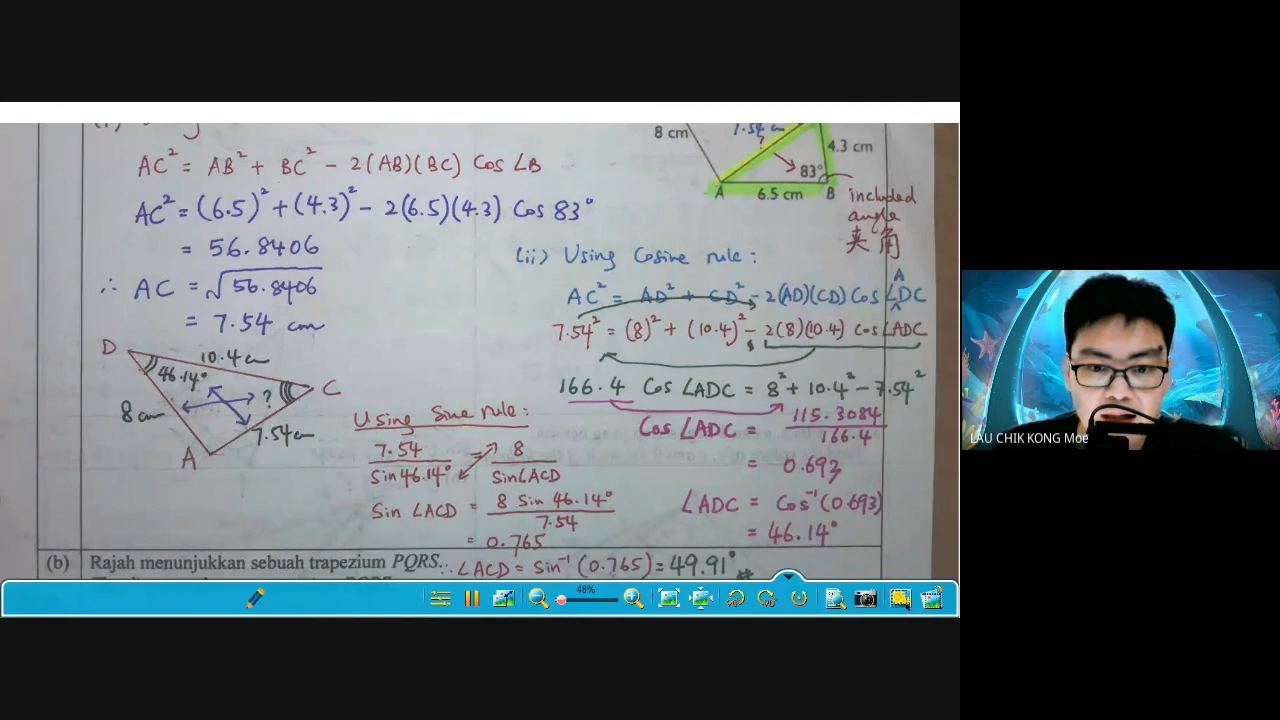 AC² = AB² + BC² - 2(AB)(BC) Cos ∠B
AC² = (6.5)² + (4.3)² - 2(6.5)(4.3) Cos 83°
= 56.8406
∴ AC = √56.8406
= 7.54 cm
8 cm
7.54 cm
?
4.3 cm
83°
A
6.5 cm
B
included
angle
夹角
(ii) Using Cosine rule:
AC² = AD² + CD² - 2(AD)(CD) Cos ∠DC
A
^
7.54² = (8)² + (10.4)² - 2(8)(10.4) cos ∠ADC
166.4 Cos ∠ADC = 8² + 10.4² - 7.54²
Cos ∠ADC = 115.3084
166.4
= 0.693
∠ADC = Cos⁻¹ (0.693)
= 46.14°
D
10.4 cm
46.14°
8 cm
?
C
7.54cm
A
Using Sine rule:
7.54 = 8
Sin 46.14° Sin∠ACD
Sin ∠ACD = 8 Sin 46.14°
7.54
= 0.765
∴ ∠ACD = Sin⁻¹ (0.765) = 49.91° #
(b) Rajah menunjukkan sebuah trapezium PQRS.
48%
LAU CHIK KONG Moe